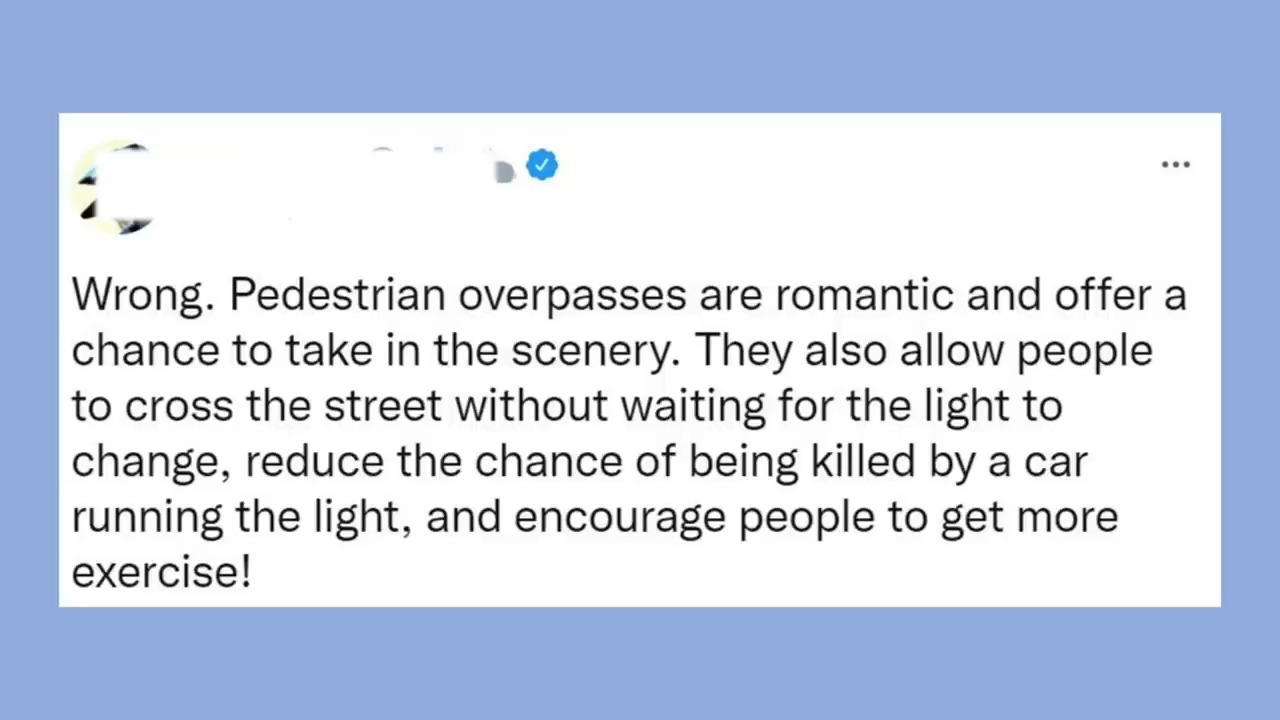 Wrong. Pedestrian overpasses are romantic and offer a
chance to take in the scenery. They also allow people
to cross the street without waiting for the light to
change, reduce the chance of being killed by a car
running the light, and encourage people to get more
exercise!